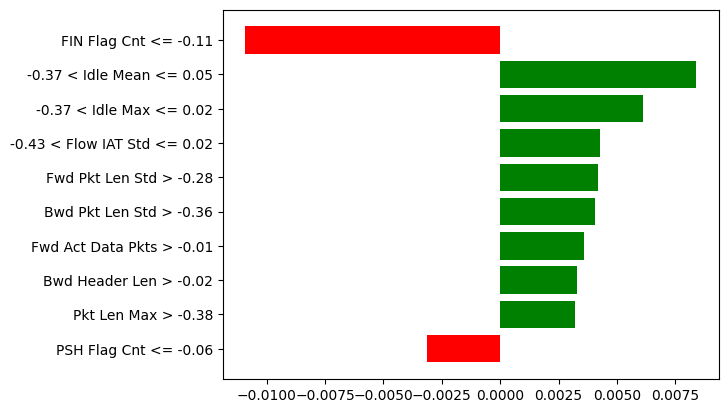 FIN Flag Cnt <= -0.11
-0.37 < Idle Mean <= 0.05
-0.37 < Idle Max <= 0.02
-0.43 < Flow IAT Std <= 0.02
Fwd Pkt Len Std > -0.28
Bwd Pkt Len Std > -0.36
Fwd Act Data Pkts > -0.01
Bwd Header Len > -0.02
Pkt Len Max > -0.38
PSH Flag Cnt <= -0.06
−0.0100 −0.0075 −0.0050 −0.0025 0.0000 0.0025 0.0050 0.0075